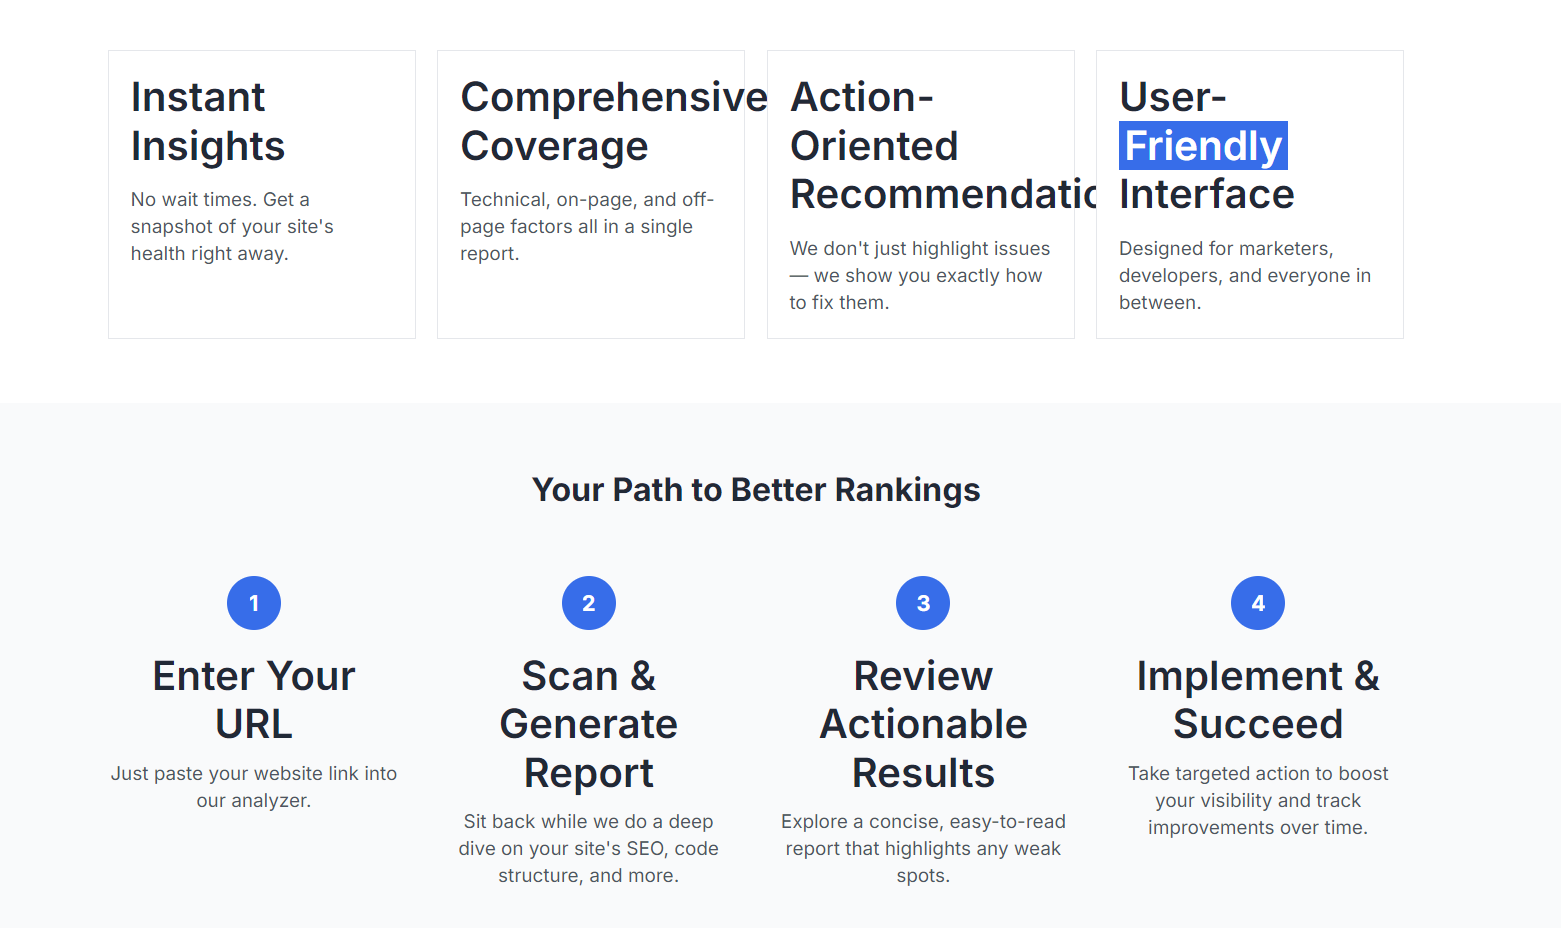 Instant
Insights
No wait times. Get a
snapshot of your site's
health right away.
Comprehensive
Coverage
Technical, on-page, and off-
page factors all in a single
report.
Action-
Oriented
Recommendatio
We don't just highlight issues
— we show you exactly how
to fix them.
User-
Friendly
Interface
Designed for marketers,
developers, and everyone in
between.
Your Path to Better Rankings
1
Enter Your
URL
Just paste your website link into
our analyzer.
2
Scan &
Generate
Report
Sit back while we do a deep
dive on your site's SEO, code
structure, and more.
3
Review
Actionable
Results
Explore a concise, easy-to-read
report that highlights any weak
spots.
4
Implement &
Succeed
Take targeted action to boost
your visibility and track
improvements over time.